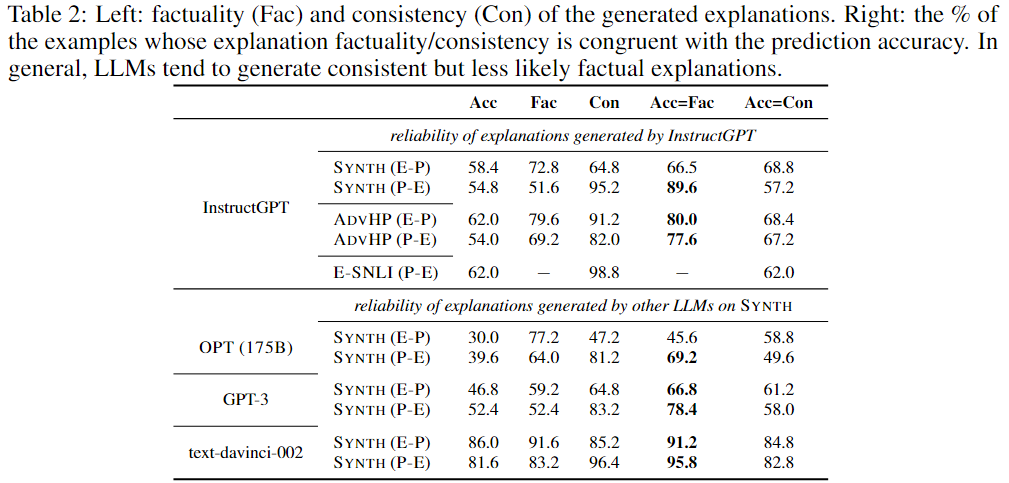 Table 2: Left: factuality (Fac) and consistency (Con) of the generated explanations. Right: the % of
the examples whose explanation factuality/consistency is congruent with the prediction accuracy. In
general, LLMs tend to generate consistent but less likely factual explanations.
Acc Fac Con Acc=Fac Acc=Con
reliability of explanations generated by InstructGPT
InstructGPT
SYNTH (E-P) 58.4 72.8 64.8 66.5 68.8
SYNTH (P-E) 54.8 51.6 95.2 89.6 57.2
ADVHP (E-P) 62.0 79.6 91.2 80.0 68.4
ADVHP (P-E) 54.0 69.2 82.0 77.6 67.2
E-SNLI (P-E) 62.0 — 98.8 — 62.0
reliability of explanations generated by other LLMs on SYNTH
OPT (175B)
SYNTH (E-P) 30.0 77.2 47.2 45.6 58.8
SYNTH (P-E) 39.6 64.0 81.2 69.2 49.6
GPT-3
SYNTH (E-P) 46.8 59.2 64.8 66.8 61.2
SYNTH (P-E) 52.4 52.4 83.2 78.4 58.0
text-davinci-002
SYNTH (E-P) 86.0 91.6 85.2 91.2 84.8
SYNTH (P-E) 81.6 83.2 96.4 95.8 82.8